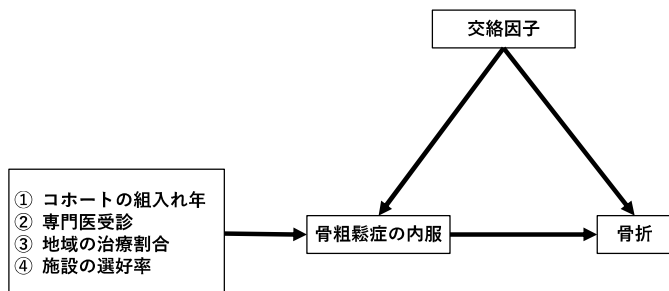 交絡因子
① コホートの組入れ年
② 専門医受診
③ 地域の治療割合
④ 施設の選好率
骨粗鬆症の内服
骨折